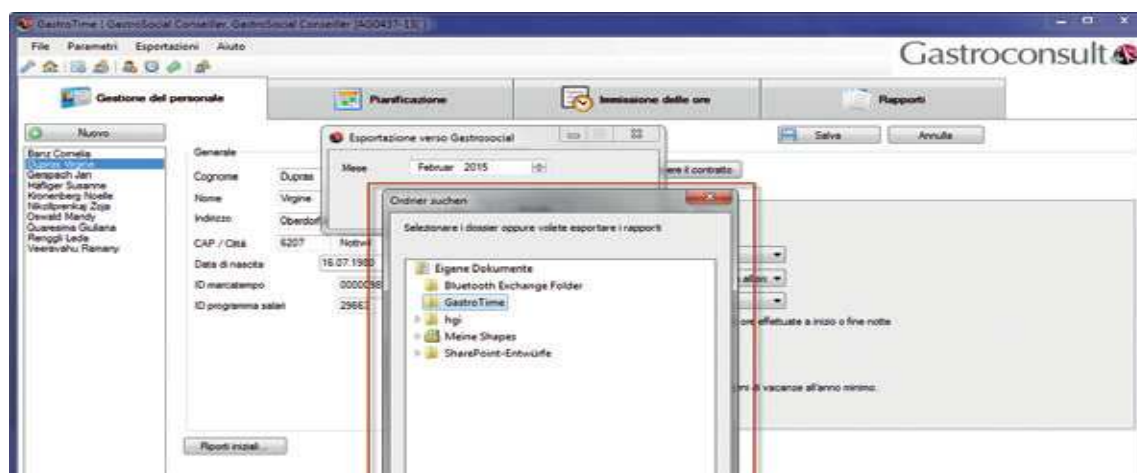 GastroTime | GastroSocial Conseiller, GastroSocial Conseiller (AG0437-13)
File Parametri Esportazioni Aiuto
Gastroconsult
Gestione del personale
Pianificazione
Immissione delle ore
Rapporti
Nuovo
Salva
Annulla
Banz Cornelia
Dupras Virgine
Gerspach Jan
Häfliger Susanne
Kronenberg Noelle
Nikollprenkaj Zoja
Oswald Mandy
Quaresima Giuliana
Renggli Leda
Veeravahu Ramany
Generale
Cognome Dupras
Nome Virgine
Indirizzo Oberdorf
CAP / Città 6207 Nottwil
Data di nascita 16.07.1980
ID marcatempo
ID programma salari
Riporti iniziali...
Esportazione verso Gastrosocial
Mese Februar 2015
ere il contratto
Ordner suchen
Selezionare i dossier oppure volete esportare i rapporti
Eigene Dokumente
Bluetooth Exchange Folder
GastroTime
hgi
Meine Shapes
SharePoint-Entwürfe
ore effettuate a inizio o fine notte
di vacanze all'anno minimo.